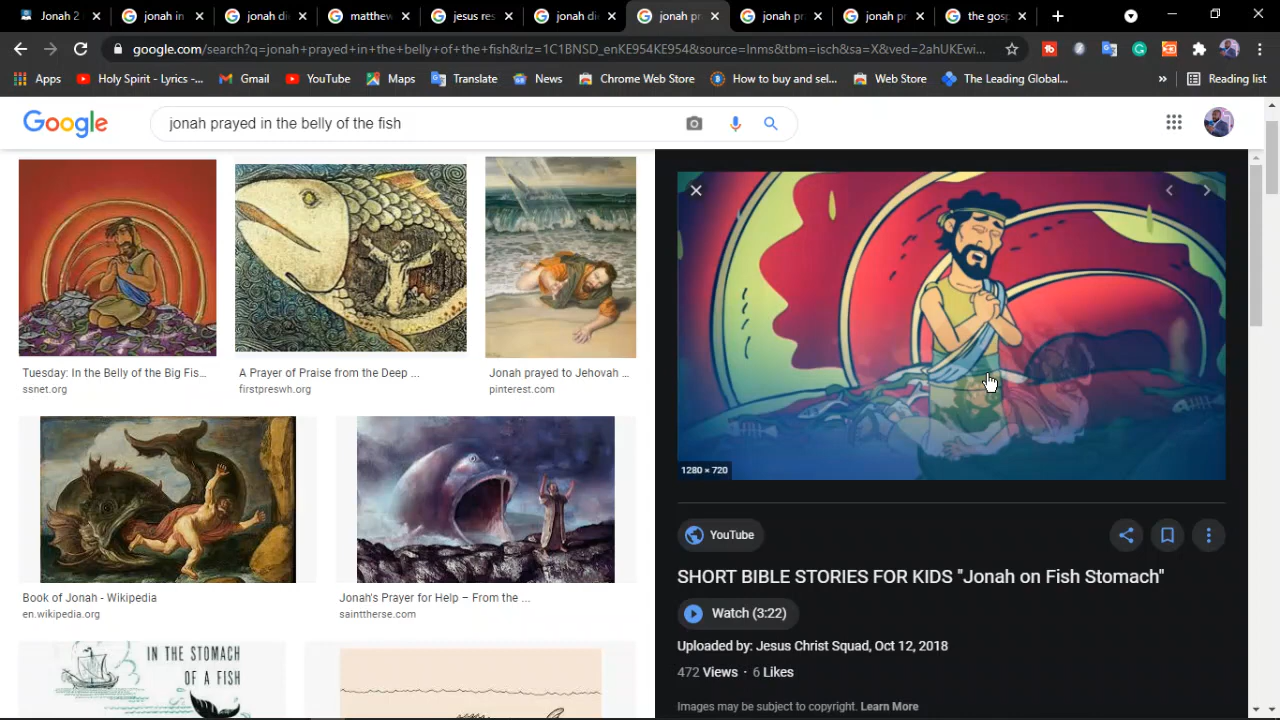 Jonah 2
jonah in
jonah di
matthew
jesus res
jonah di
jonah pr
jonah pr
jonah pr
the gosp
google.com/search?q=jonah+prayed+in+the+belly+of+the+fish&rlz=1C1BNSD_enKE954KE954&source=lnms&tbm=isch&sa=X&ved=2ahUKEwi...
Apps
Holy Spirit - Lyrics -...
Gmail
YouTube
Maps
Translate
News
Chrome Web Store
How to cyber bol sel...
Web Store
The Leading Global...
»
Reading list
Google
jonah prayed in the belly of the fish
Tuesday: In the Belly of the Big Fis...
ssnet.org
A Prayer of Praise from the Deep ...
firstpreswh.org
Jonah prayed to Jehovah ...
pinterest.com
Book of Jonah - Wikipedia
en.wikipedia.org
Jonah's Prayer for Help – From the ...
sainttherse.com
IN THE STOMACH
OF A FISH
1280 × 720
YouTube
SHORT BIBLE STORIES FOR KIDS "Jonah on Fish Stomach"
Watch (3:22)
Uploaded by: Jesus Christ Squad, Oct 12, 2018
472 Views · 6 Likes
Images may be subject to copyright. Learn More